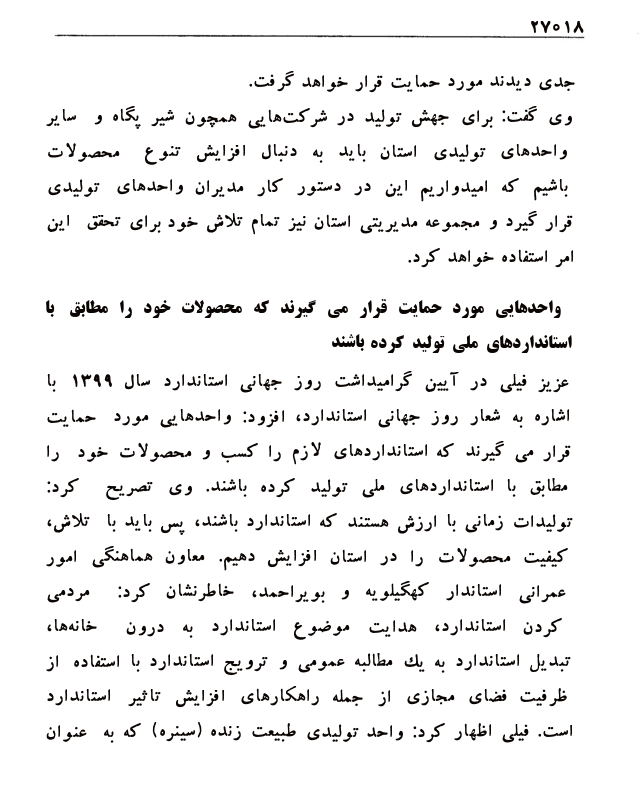 ۲۷۰۱۸
جدی دیدند مورد حمایت قرار خواهد گرفت.
وی گفت: برای جهش تولید در شرکت‌هایی همچون شیر پگاه و سایر
واحدهای تولیدی استان باید به دنبال افزایش تنوع محصولات
باشیم که امیدواریم این در دستور کار مدیران واحدهای تولیدی
قرار گیرد و مجموعه مدیریتی استان نیز تمام تلاش خود برای تحقق این
امر استفاده خواهد کرد.
واحدهایی مورد حمایت قرار می گیرند که محصولات خود را مطابق با
استانداردهای ملی تولید کرده باشند
عزیز فیلی در آیین گرامیداشت روز جهانی استاندارد سال ۱۳۹۹ با
اشاره به شعار روز جهانی استاندارد، افزود: واحدهایی مورد حمایت
قرار می گیرند که استانداردهای لازم را کسب و محصولات خود را
مطابق با استانداردهای ملی تولید کرده باشند. وی تصریح کرد:
تولیدات زمانی با ارزش هستند که استاندارد باشند، پس باید با تلاش،
کیفیت محصولات را در استان افزایش دهیم. معاون هماهنگی امور
عمرانی استاندار کهگیلویه و بویراحمد، خاطرنشان کرد: مردمی
کردن استاندارد، هدایت موضوع استاندارد به درون خانه‌ها،
تبدیل استاندارد به یك مطالبه عمومی و ترویج استاندارد با استفاده از
ظرفیت فضای مجازی از جمله راهکارهای افزایش تاثیر استاندارد
است. فیلی اظهار کرد: واحد تولیدی طبیعت زنده (سینره) که به عنوان